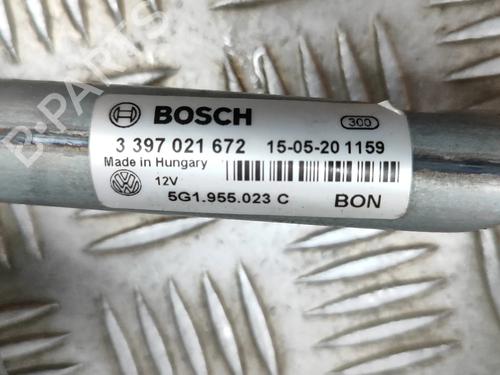 BOSCH 300
3 397 021 672 15-05-20 1159
Made in Hungary
12V
5G1.955.023 C BON
B-PARTS